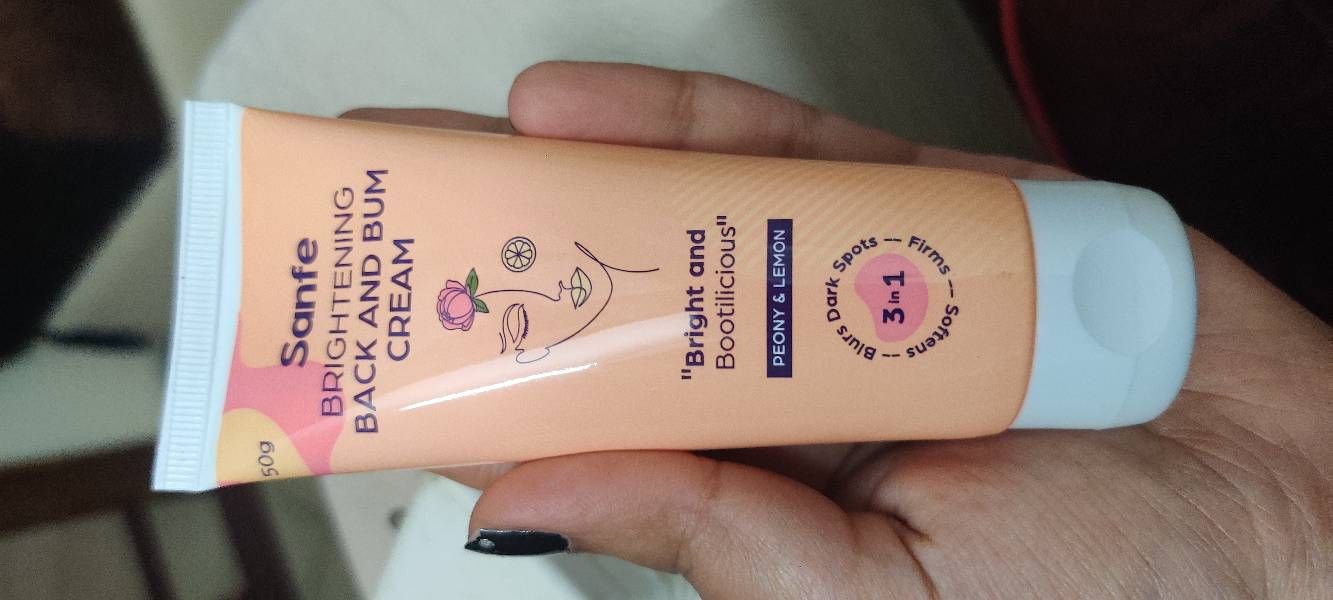 50g
Sanfe
BRIGHTENING
BACK AND BUM
CREAM
"Bright and
Bootilicious"
PEONY & LEMON
Blurs Dark Spots -- Firms -- Softens --
3 in 1